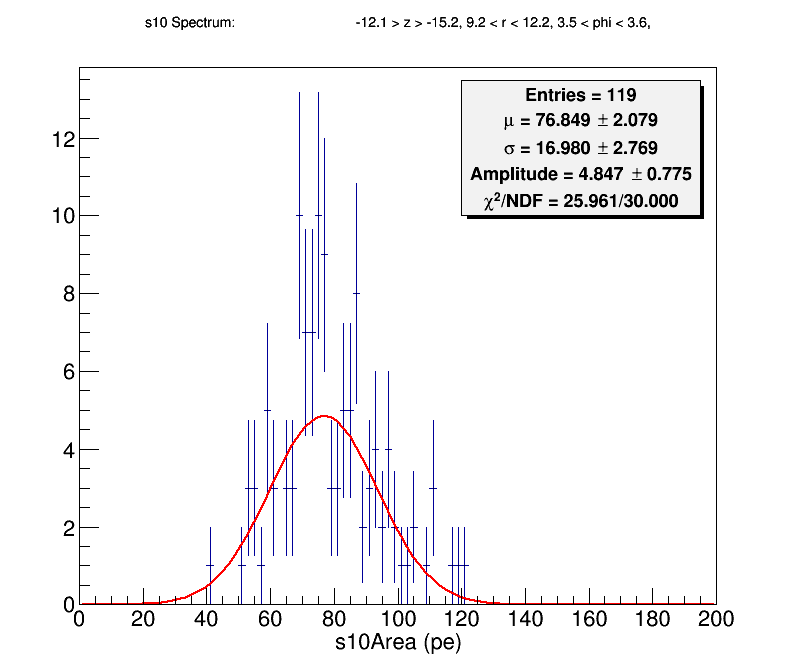 s10 Spectrum: -12.1 > z > -15.2, 9.2 < r < 12.2, 3.5 < phi < 3.6,
Entries = 119
μ = 76.849 ± 2.079
σ = 16.980 ± 2.769
Amplitude = 4.847 ± 0.775
χ²/NDF = 25.961/30.000
12
10
8
6
4
2
0
0 20 40 60 80 100 120 140 160 180 200
s10Area (pe)